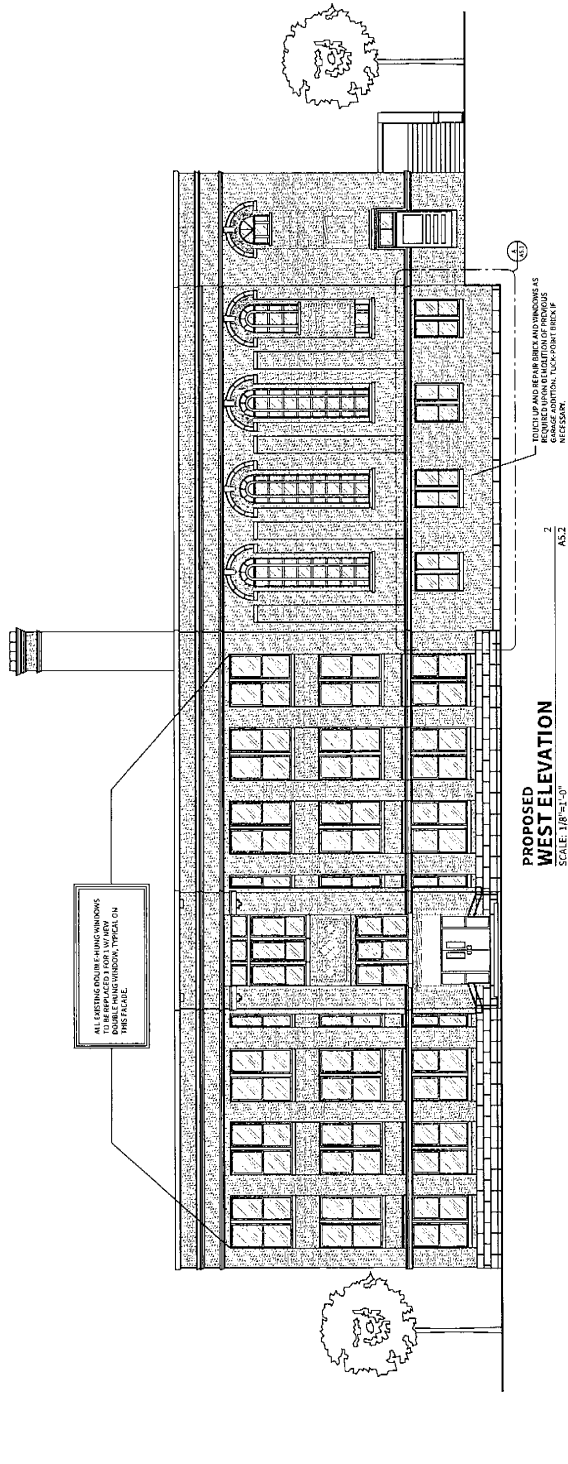 ALL EXISTING DOUBLE-HUNG WINDOWS
TO BE REPLACED 1 FOR 1 W/ NEW
DOUBLE HUNG WINDOW, TYPICAL ON
THIS FACADE.
TOUCH UP AND REPAIR BRICK AND WINDOWS AS
REQUIRED UPON DEMOLITION OF PREVIOUS
GARAGE ADDITION. TUCK-POINT BRICK IF
NECESSARY.
PROPOSED
WEST ELEVATION
SCALE: 1/8"=1'-0"
2
A5.2